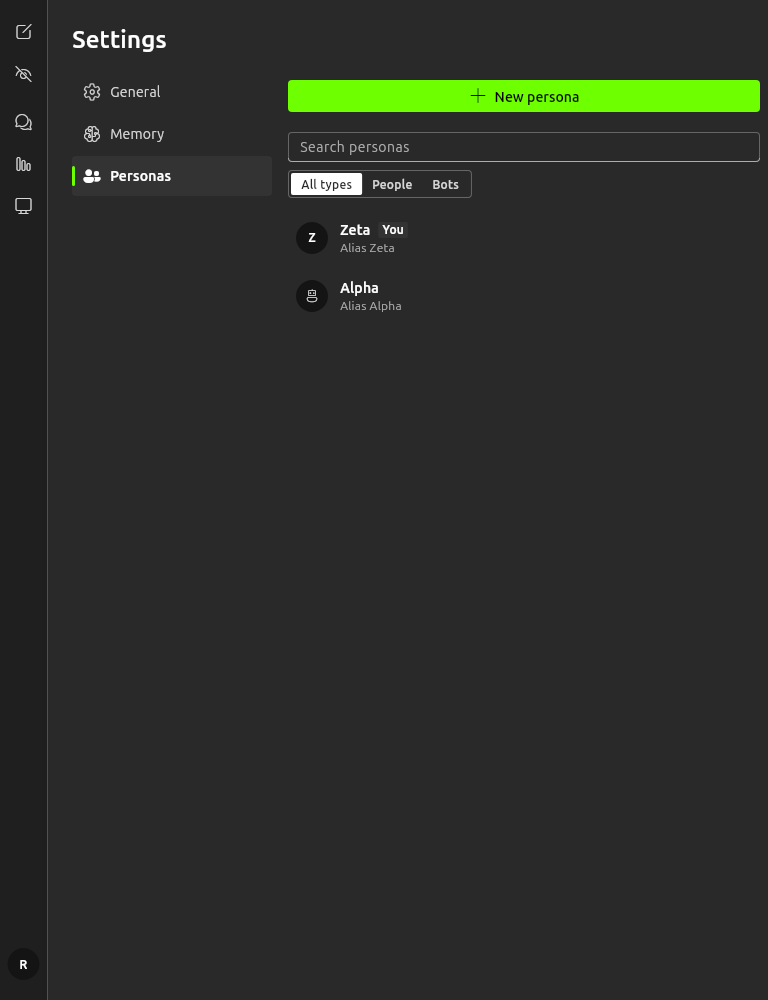 Settings
General
Memory
Personas
New persona
Search personas
All types
People
Bots
Z
Zeta
You
Alias Zeta
Alpha
Alias Alpha
R